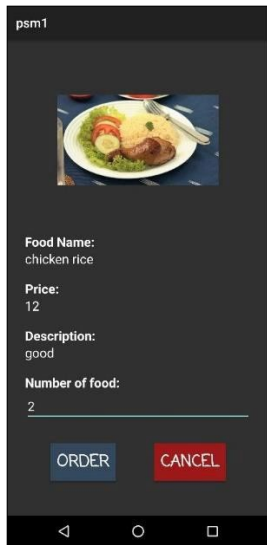 psm1
Food Name:
chicken rice
Price:
12
Description:
good
Number of food:
2
ORDER CANCEL